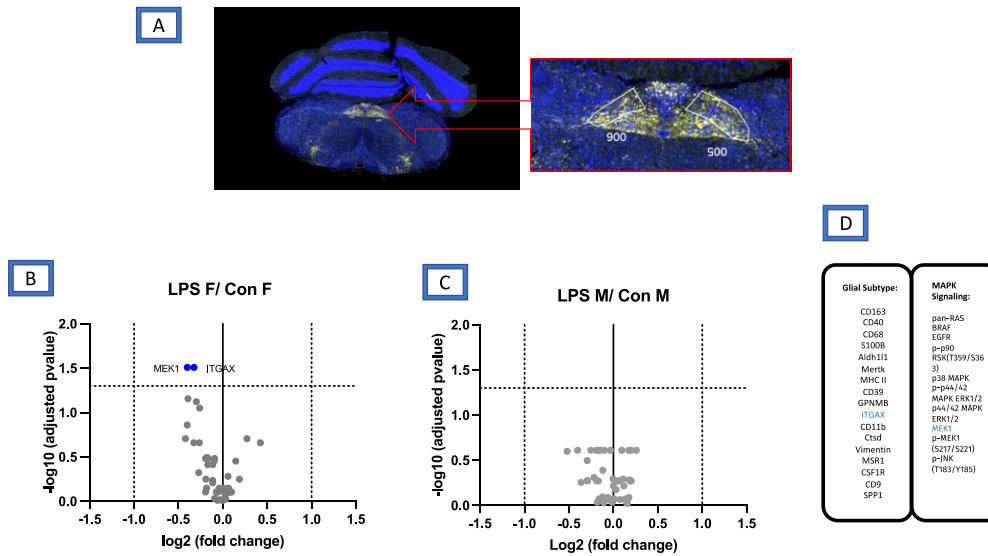 A
900
500
D
B
LPS F/ Con F
-log10 (adjusted pvalue)
2.0
1.5
1.0
0.5
0.0
MEK1
ITGAX
-1.5
-1.0
-0.5
0.0
0.5
1.0
1.5
log2 (fold change)
C
LPS M/ Con M
-log10 (adjusted pvalue)
2.0
1.5
1.0
0.5
0.0
-1.5
-1.0
-0.5
0.0
0.5
1.0
1.5
Log2 (fold change)
Glial Subtype:
CD163
CD40
CD68
S100B
Aldh1l1
Mertk
MHC II
CD39
GPNMB
ITGAX
CD11b
Ctsd
Vimentin
MSR1
CSF1R
CD9
SPP1
MAPK
Signaling:
pan-RAS
BRAF
EGFR
p-p90
RSK(T359/S36
3)
p38 MAPK
p-p44/42
MAPK ERK1/2
p44/42 MAPK
ERK1/2
MEK1
p-MEK1
(S217/S221)
p-JNK
(T183/Y185)